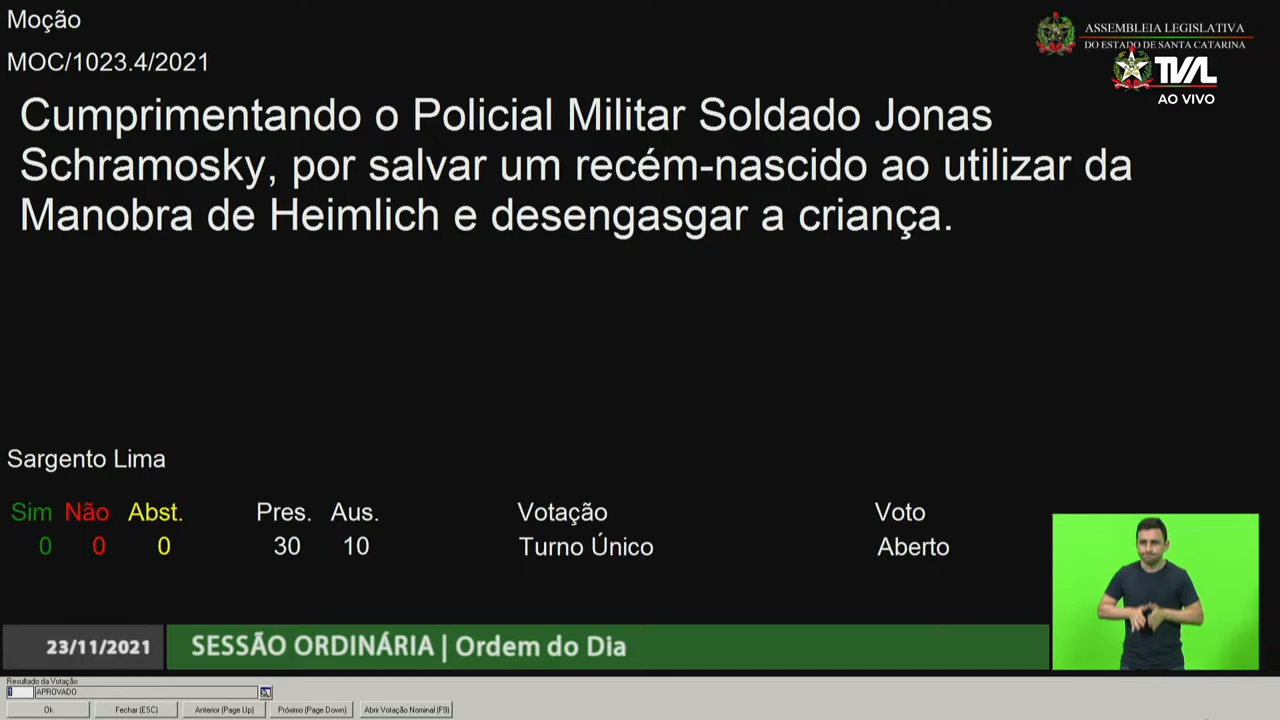 Moção
MOC/1023.4/2021
ASSEMBLEIA LEGISLATIVA
DO ESTADO DE SANTA CATARINA
TVAL
AO VIVO
Cumprimentando o Policial Militar Soldado Jonas
Schramosky, por salvar um recém-nascido ao utilizar da
Manobra de Heimlich e desengasgar a criança.
Sargento Lima
Sim Não Abst. Pres. Aus. Votação Voto
0 0 0 30 10 Turno Único Aberto
23/11/2021 SESSÃO ORDINÁRIA | Ordem do Dia
Resultado da Votação
1 APROVADO
Ok Fechar (ESC) Anterior (Page Up) Próximo (Page Down) Abrir Votação Nominal (F9)